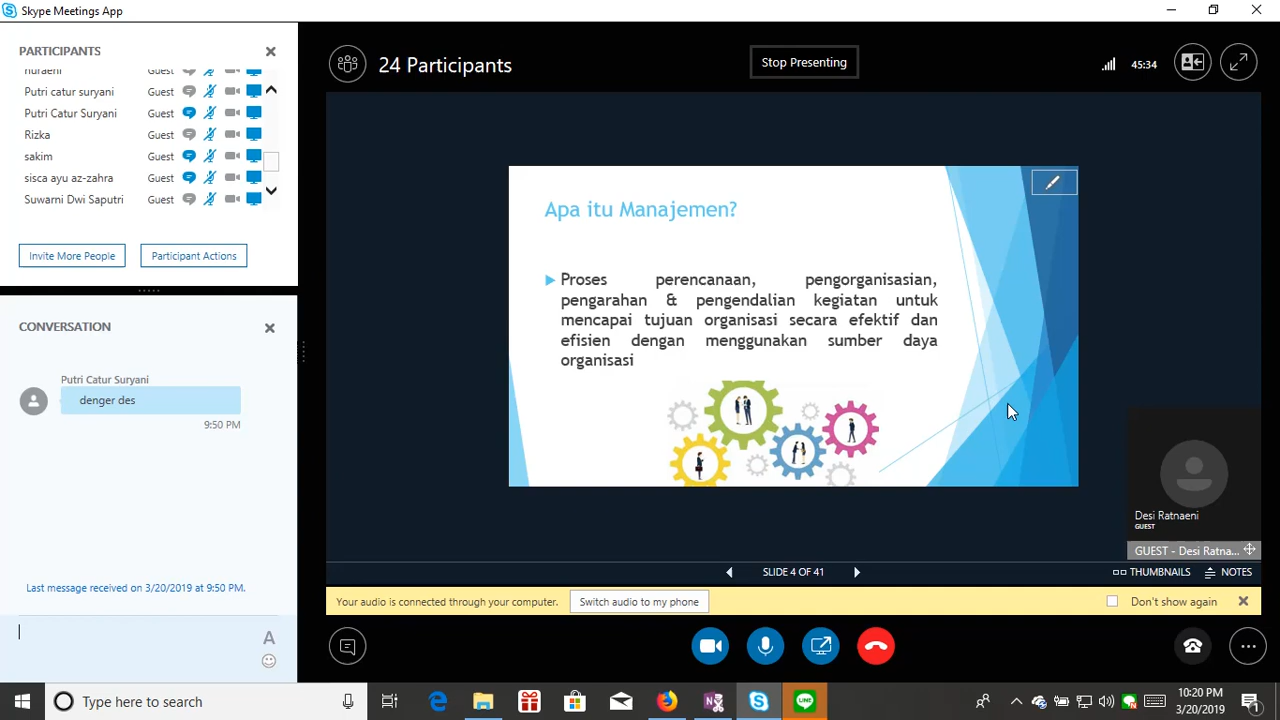 Skype Meetings App
PARTICIPANTS
nuraeni Guest
Putri catur suryani Guest
Putri Catur Suryani Guest
Rizka Guest
sakim Guest
sisca ayu az-zahra Guest
Suwarni Dwi Saputri Guest
Invite More People Participant Actions
CONVERSATION
Putri Catur Suryani
denger des
9:50 PM
Last message received on 3/20/2019 at 9:50 PM.
A
24 Participants
Stop Presenting
45:34
Apa itu Manajemen?
Proses perencanaan, pengorganisasian,
pengarahan & pengendalian kegiatan untuk
mencapai tujuan organisasi secara efektif dan
efisien dengan menggunakan sumber daya
organisasi
Desi Ratnaeni
GUEST
GUEST - Desi Ratna...
SLIDE 4 OF 41
THUMBNAILS NOTES
Your audio is connected through your computer. Switch audio to my phone
Don't show again
Type here to search
LINE
10:20 PM
3/20/2019
1